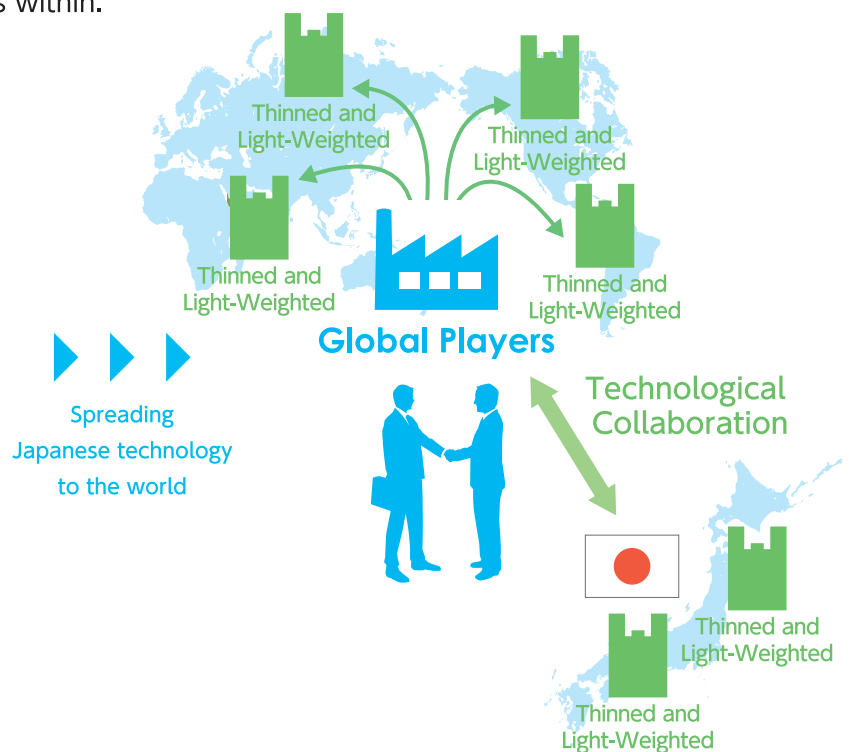 s within.
Thinned and
Light-Weighted
Thinned and
Light-Weighted
Thinned and
Light-Weighted
Thinned and
Light-Weighted
Global Players
Spreading
Japanese technology
to the world
Technological
Collaboration
Thinned and
Light-Weighted
Thinned and
Light-Weighted